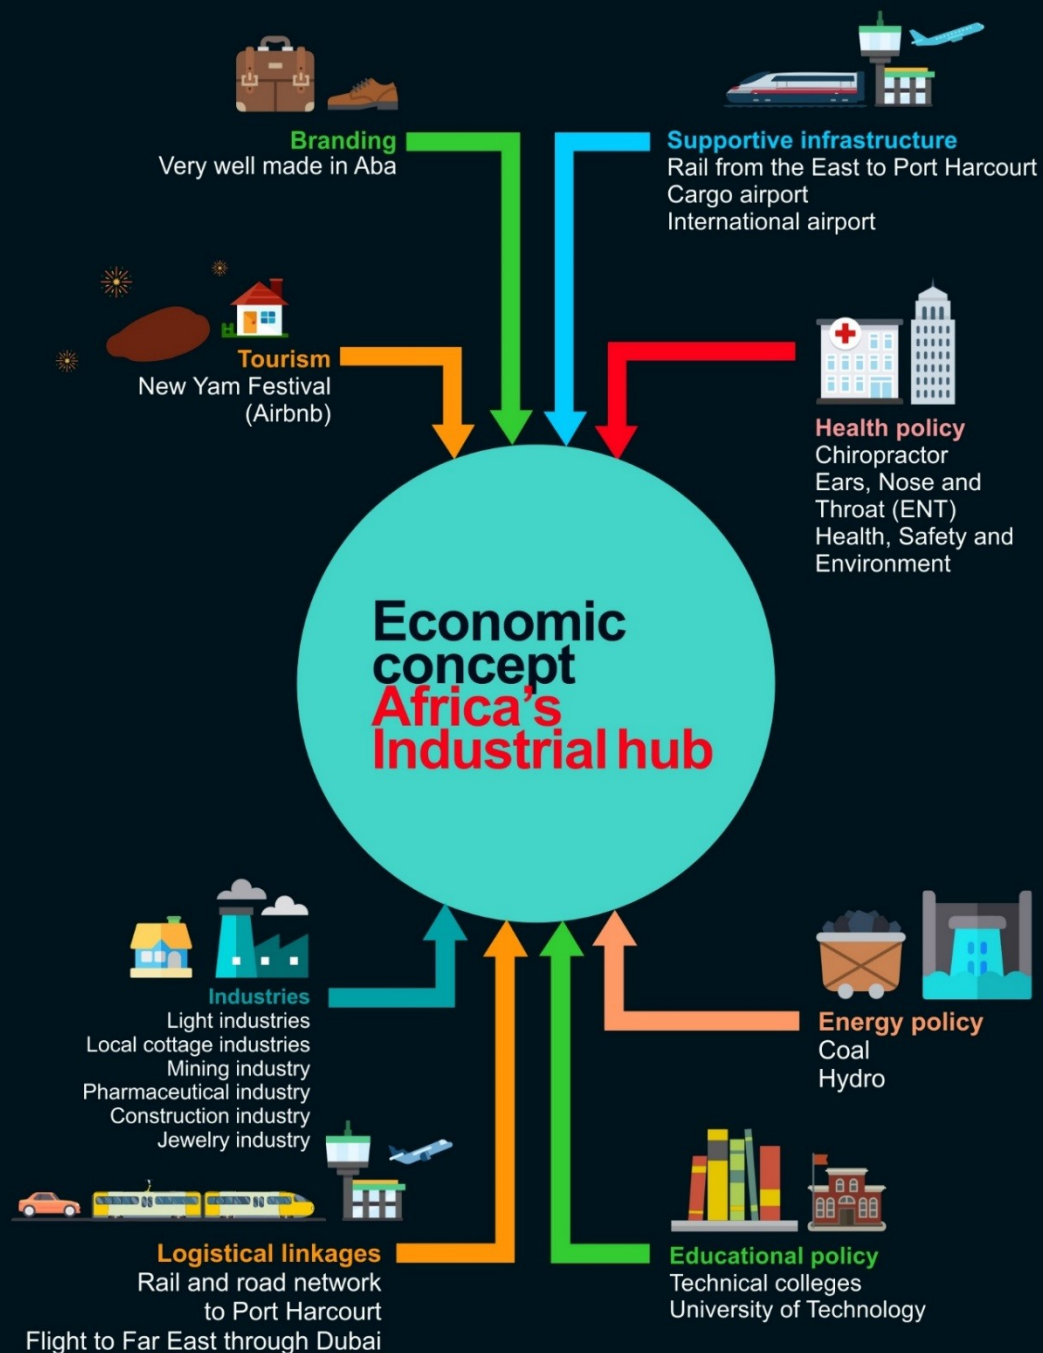 Branding
Very well made in Aba
Supportive infrastructure
Rail from the East to Port Harcourt
Cargo airport
International airport
Tourism
New Yam Festival
(Airbnb)
Health policy
Chiropractor
Ears, Nose and
Throat (ENT)
Health, Safety and
Environment
Economic
concept
Africa's
Industrial hub
Industries
Light industries
Local cottage industries
Mining industry
Pharmaceutical industry
Construction industry
Jewelry industry
Energy policy
Coal
Hydro
Logistical linkages
Rail and road network
to Port Harcourt
Flight to Far East through Dubai
Educational policy
Technical colleges
University of Technology